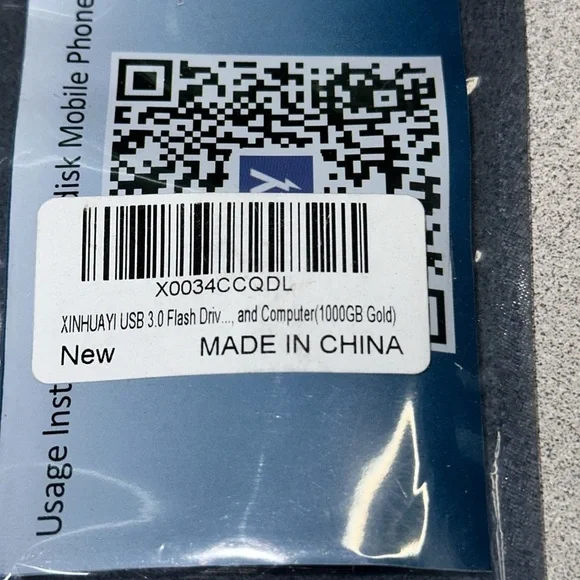 Usage Inst
disk Mobile Phone
X0034CCQDL
XINHUAYI USB 3.0 Flash Driv..., and Computer(1000GB Gold)
New MADE IN CHINA